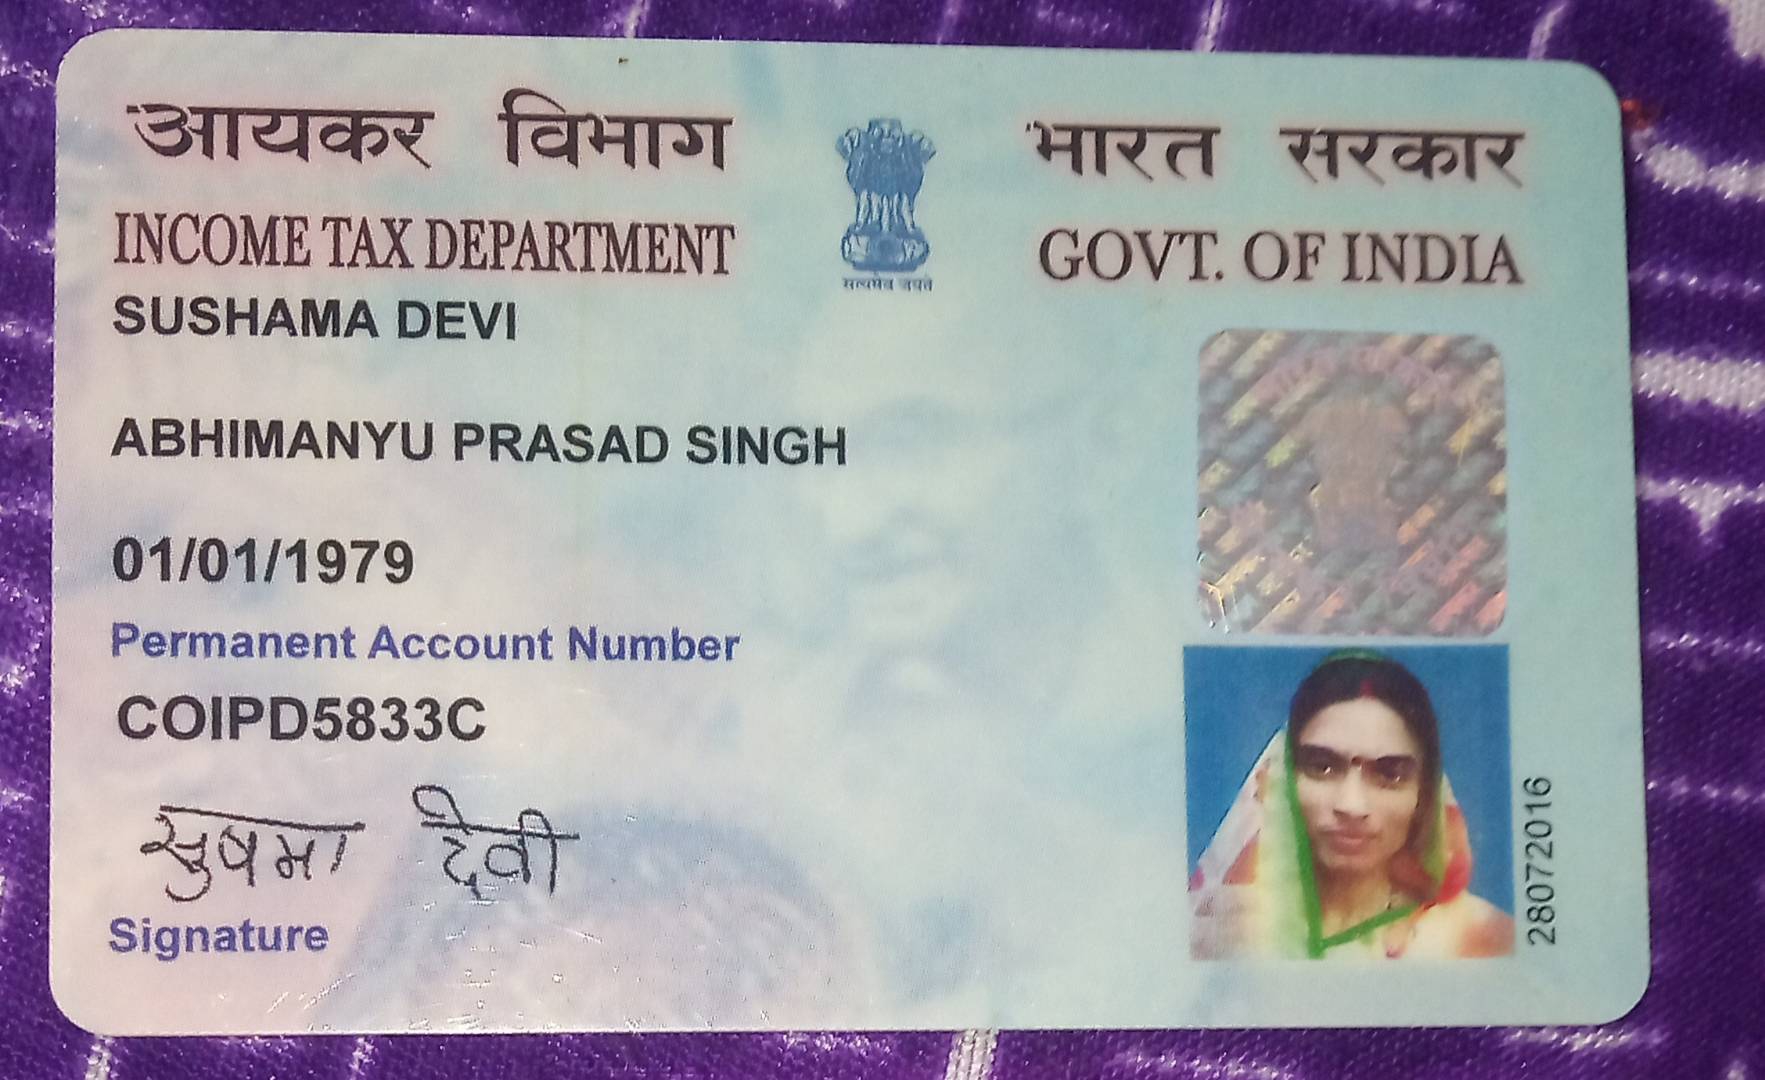 आयकर विभाग
INCOME TAX DEPARTMENT
सत्यमेव जयते
भारत सरकार
GOVT. OF INDIA
SUSHAMA DEVI
ABHIMANYU PRASAD SINGH
01/01/1979
Permanent Account Number
COIPD5833C
सुषमा देवी
Signature
28072016